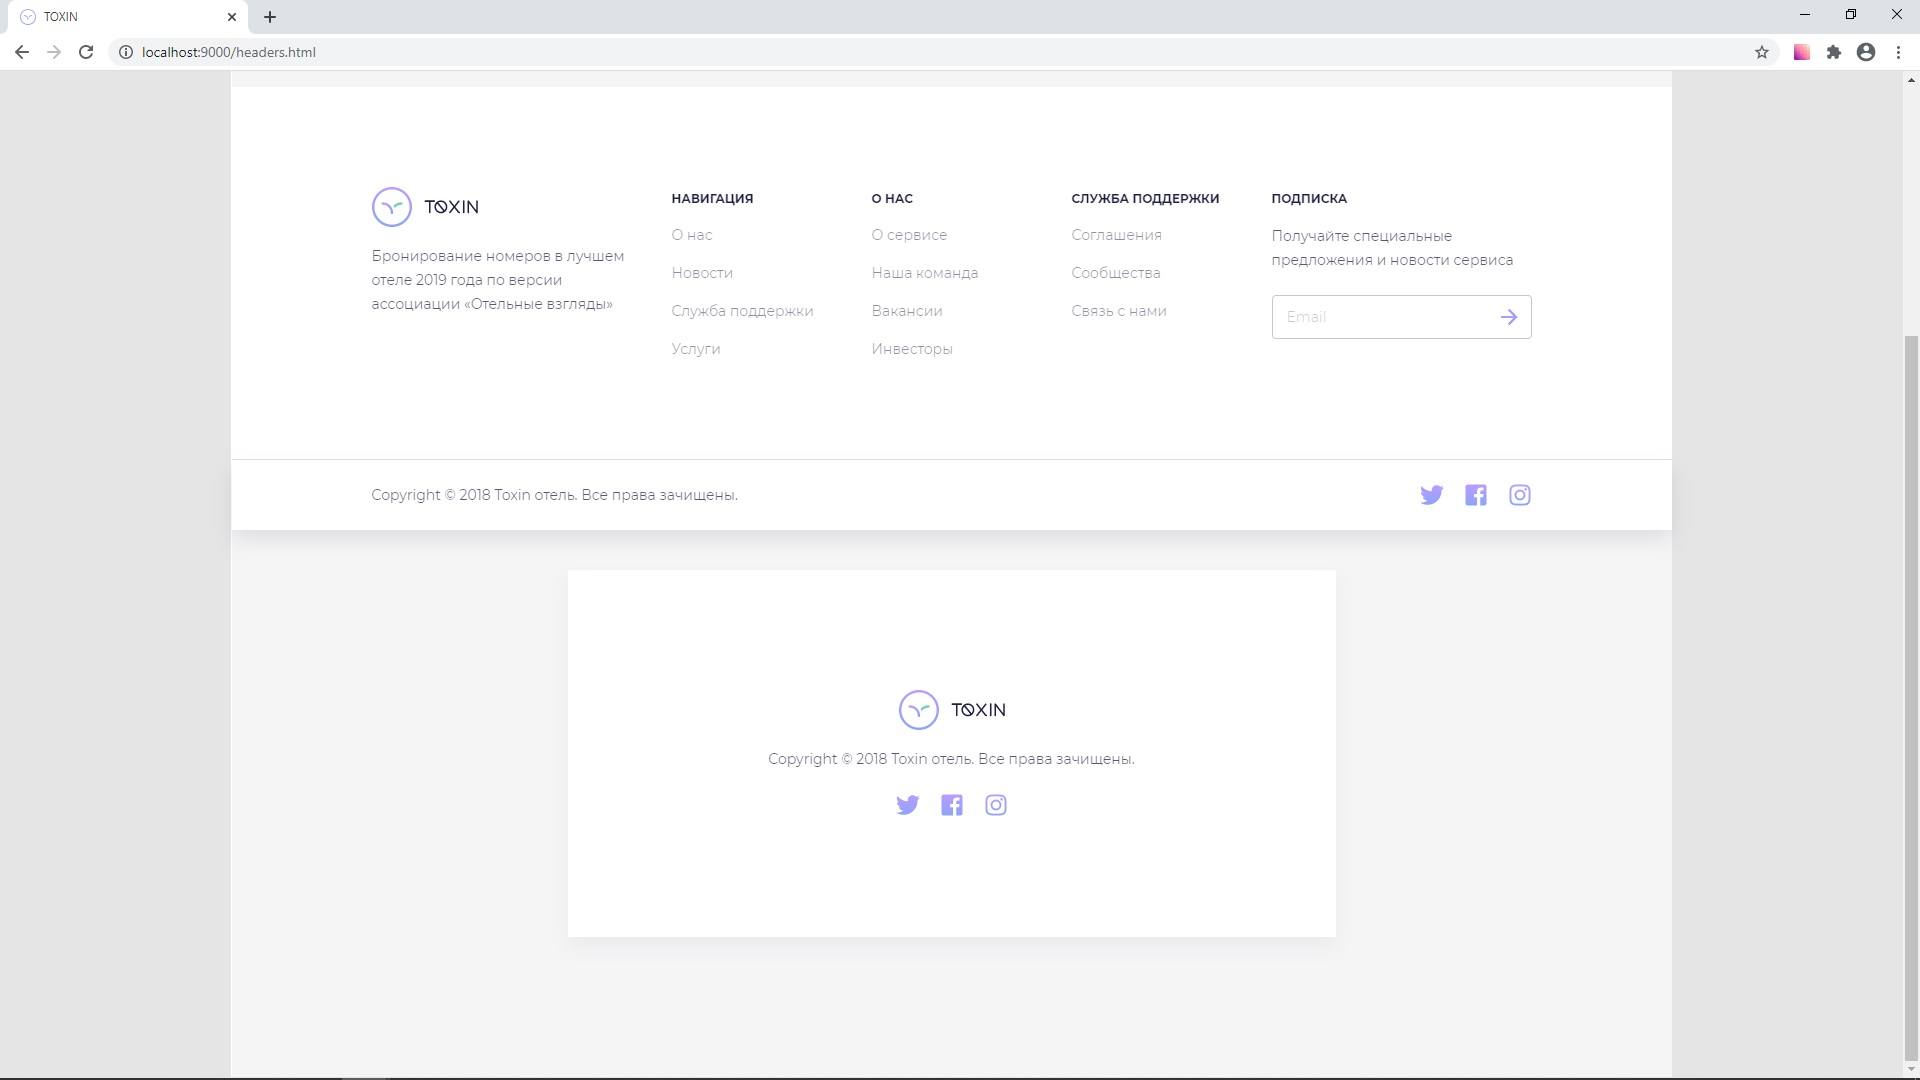 TOXIN
localhost:9000/headers.html
TOXIN
Бронирование номеров в лучшем
отеле 2019 года по версии
ассоциации «Отельные взгляды»
НАВИГАЦИЯ
О нас
Новости
Служба поддержки
Услуги
О НАС
О сервисе
Наша команда
Вакансии
Инвесторы
СЛУЖБА ПОДДЕРЖКИ
Соглашения
Сообщества
Связь с нами
ПОДПИСКА
Получайте специальные
предложения и новости сервиса
Email
Copyright © 2018 Toxin отель. Все права зачищены.
TOXIN
Copyright © 2018 Toxin отель. Все права зачищены.